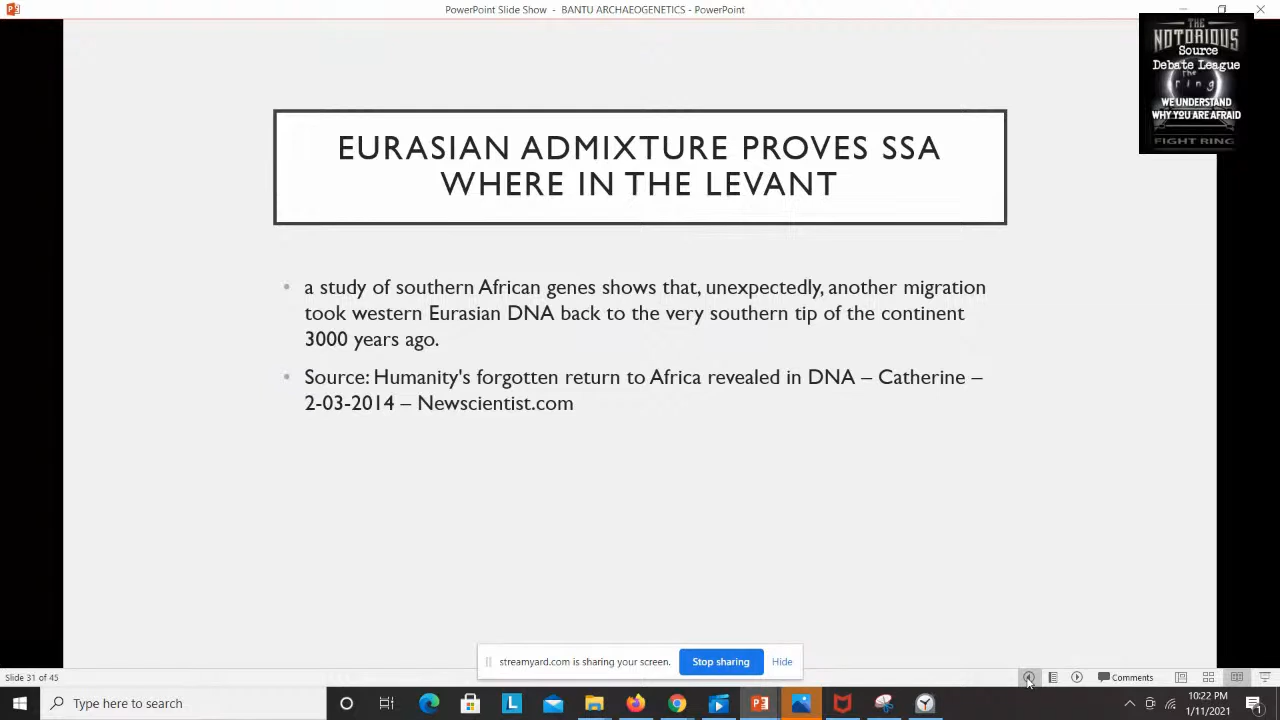 PowerPoint Slide Show - BANTU ARCHAEOGENETICS - PowerPoint
THE
NOTORIOUS
Source
Debate League
the
ring
WE UNDERSTAND
WHY YOU ARE AFRAID
FIGHT RING
EURASIAN ADMIXTURE PROVES SSA
WHERE IN THE LEVANT
• a study of southern African genes shows that, unexpectedly, another migration
took western Eurasian DNA back to the very southern tip of the continent
3000 years ago.
• Source: Humanity's forgotten return to Africa revealed in DNA – Catherine –
2-03-2014 – Newscientist.com
streamyard.com is sharing your screen. Stop sharing Hide
Slide 31 of 45 Comments
Type here to search
10:22 PM
1/11/2021